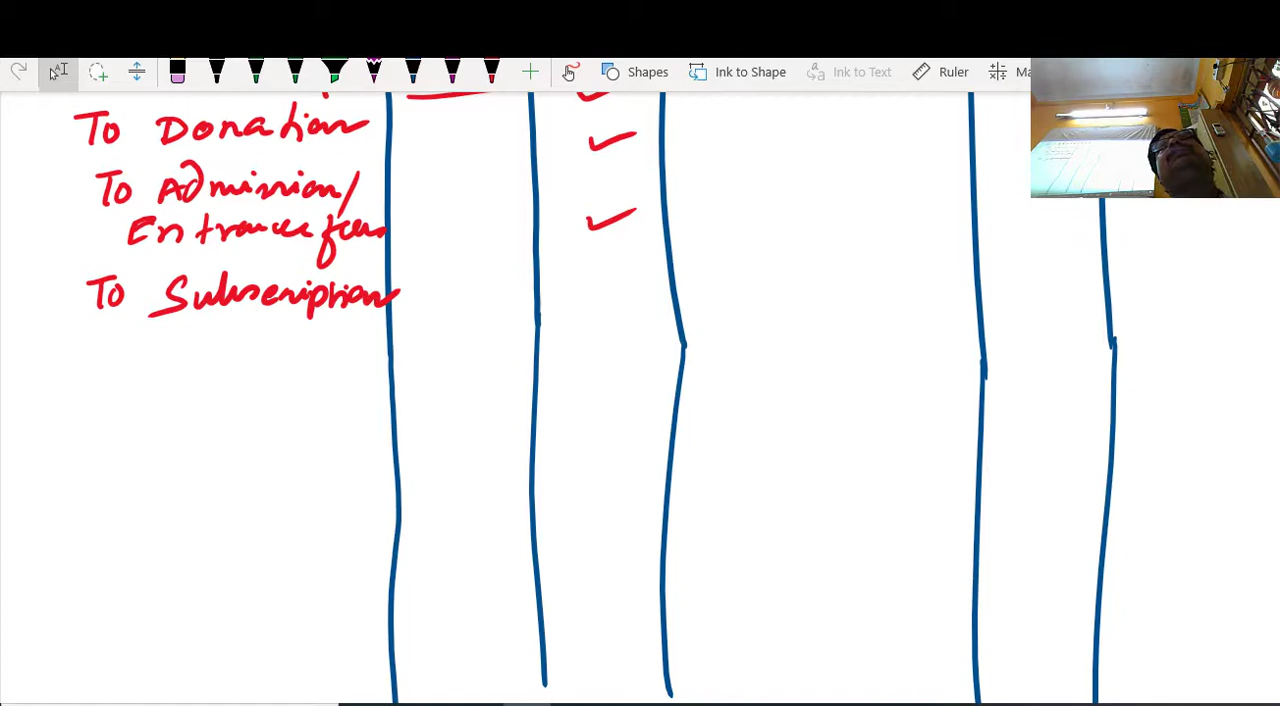 Shapes
Ink to Shape
Ink to Text
Ruler
To Donation
To Admission/
Entrance fees
To Subscription